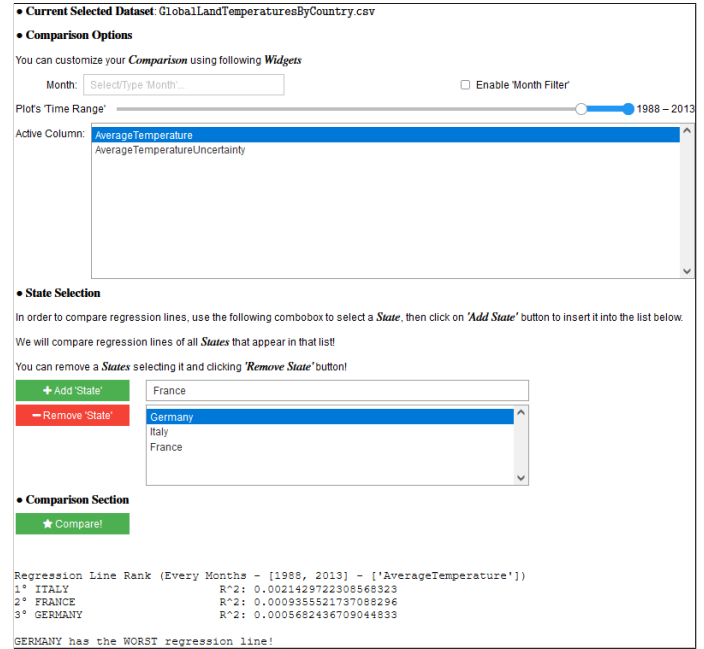 ● Current Selected Dataset: GlobalLandTemperaturesByCountry.csv
● Comparison Options
You can customize your Comparison using following Widgets
Month: Select/Type 'Month'... Enable 'Month Filter'
Plot's 'Time Range' 1988 – 2013
Active Column: AverageTemperature
AverageTemperatureUncertainty
● State Selection
In order to compare regression lines, use the following combobox to select a State, then click on 'Add State' button to insert it into the list below.
We will compare regression lines of all States that appear in that list!
You can remove a States selecting it and clicking 'Remove State' button!
+ Add 'State' France
− Remove 'State' Germany
Italy
France
● Comparison Section
★ Compare!
Regression Line Rank (Every Months - [1988, 2013] - ['AverageTemperature'])
1° ITALY R^2: 0.0021429722308568323
2° FRANCE R^2: 0.0009355521737088296
3° GERMANY R^2: 0.0005682436709044833
GERMANY has the WORST regression line!